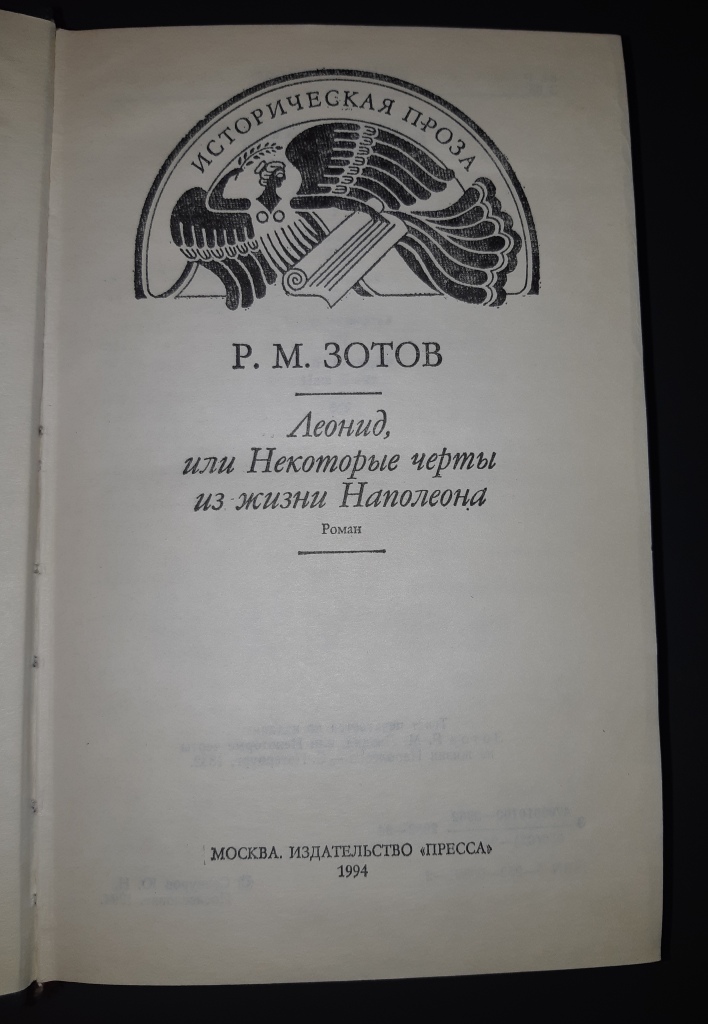 ИСТОРИЧЕСКАЯ ПРОЗА
Р. М. ЗОТОВ
Леонид,
или Некоторые черты
из жизни Наполеона
Роман
МОСКВА. ИЗДАТЕЛЬСТВО «ПРЕССА»
1994